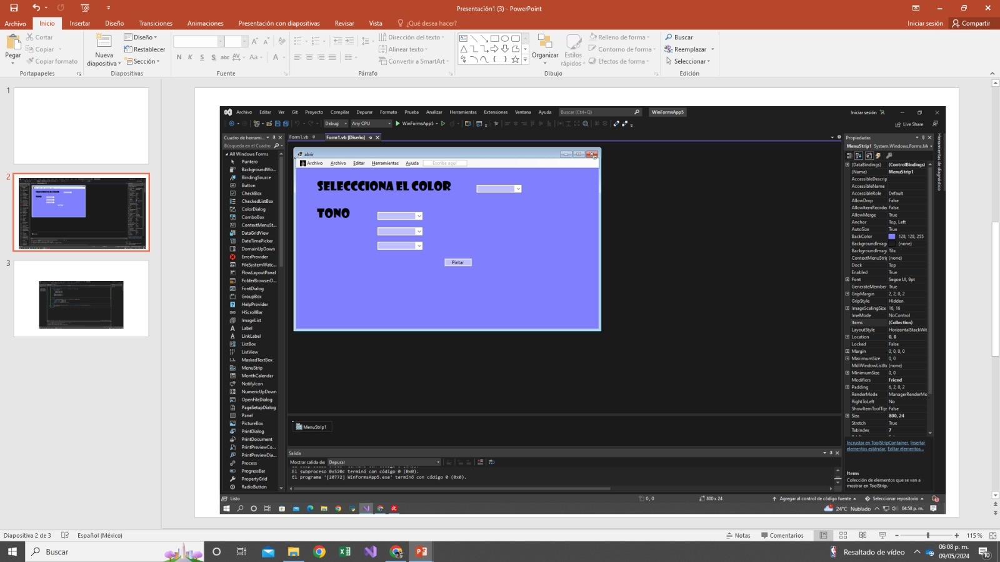 Presentación1 (3) - PowerPoint
Archivo Inicio Insertar Diseño Transiciones Animaciones Presentación con diapositivas Revisar Vista ¿Qué desea hacer? Iniciar sesión Compartir
Pegar
Cortar
Copiar
Copiar formato
Portapapeles
Nueva diapositiva
Diseño
Restablecer
Sección
Diapositivas
N K S S abc AV Aa A
Fuente
Dirección del texto
Alinear texto
Convertir a SmartArt
Párrafo
Organizar
Estilos rápidos
Relleno de forma
Contorno de forma
Efectos de forma
Dibujo
Buscar
Reemplazar
Seleccionar
Edición
1
2
3
Archivo Editar Ver Git Proyecto Compilar Depurar Formato Prueba Analizar Herramientas Extensiones Ventana Ayuda Buscar (Ctrl+Q) WinFormsApp5 Iniciar sesión
Debug Any CPU WinFormsApp5 Live Share
Cuadro de herrami...
Búsqueda en el Cuadro
All Windows Forms
Puntero
BackgroundWo...
BindingSource
Button
CheckBox
CheckedListBox
ColorDialog
ComboBox
ContextMenuSt...
DataGridView
DateTimePicker
DomainUpDown
ErrorProvider
FileSystemWatc...
FlowLayoutPanel
FolderBrowserD...
FontDialog
GroupBox
HelpProvider
HScrollBar
ImageList
Label
LinkLabel
ListBox
ListView
MaskedTextBox
MenuStrip
MonthCalendar
NotifyIcon
NumericUpDown
OpenFileDialog
PageSetupDialog
Panel
PictureBox
PrintDialog
PrintDocument
PrintPreviewCo...
PrintPreviewDia...
Process
ProgressBar
PropertyGrid
RadioButton
Form1.vb Form1.vb [Diseño]
abrir
Archivo Archivo Editar Herramientas Ayuda Escriba aquí
SELECCCIONA EL COLOR
TONO
Pintar
MenuStrip1
Salida
Mostrar salida de: Depurar
El subproceso 0x520c terminó con código 0 (0x0).
El programa '[20772] WinFormsApp5.exe' terminó con código 0 (0x0).
Propiedades
MenuStrip1 System.Windows.Forms.M
(DataBindings) (ControlBindings)
(Name) MenuStrip1
AccessibleDescrip
AccessibleName
AccessibleRole Default
AllowDrop False
AllowItemReorde False
AllowMerge True
Anchor Top, Left
AutoSize True
BackColor 128, 128, 255
BackgroundImag (none)
BackgroundImag Tile
ContextMenuStri (none)
Dock Top
Enabled True
Font Segoe UI, 9pt
GenerateMember True
GripMargin 2, 2, 0, 2
GripStyle Hidden
ImageScalingSize 16, 16
ImeMode NoControl
Items (Collection)
LayoutStyle HorizontalStackWit
Location 0, 0
Locked False
Margin 0, 0, 0, 0
MaximumSize 0, 0
MdiWindowListIt (none)
MinimumSize 0, 0
Modifiers Friend
Padding 6, 2, 0, 2
RenderMode ManagerRenderMo
RightToLeft No
ShowItemToolTip False
Size 800, 24
Stretch True
TabIndex 7
Incrustar en ToolStripContainer, Insertar
elementos estándar, Editar elementos...
Items
Colección de elementos que se van a
mostrar en ToolStrip.
Herramientas de diagnóstico
Listo 0, 0 800 x 24 Agregar al control de código fuente Seleccionar repositorio
24°C Nublado 04:58 p. m.
Diapositiva 2 de 3 Español (México) Notas Comentarios 115 %
Buscar Resaltado de vídeo 06:08 p. m.
09/05/2024
10